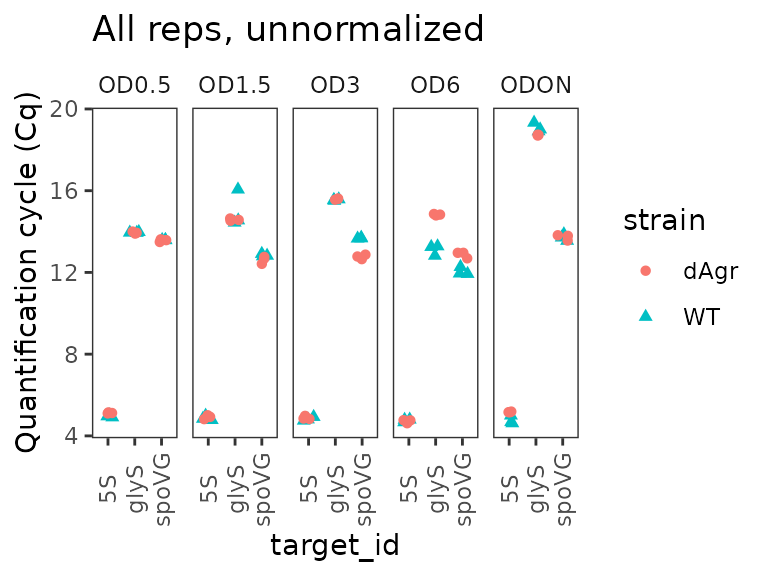 All reps, unnormalized
OD0.5 OD1.5 OD3 OD6 ODON
Quantification cycle (Cq)
20
16
12
8
4
5S glyS spoVG 5S glyS spoVG 5S glyS spoVG 5S glyS spoVG 5S glyS spoVG
target_id
strain
dAgr
WT